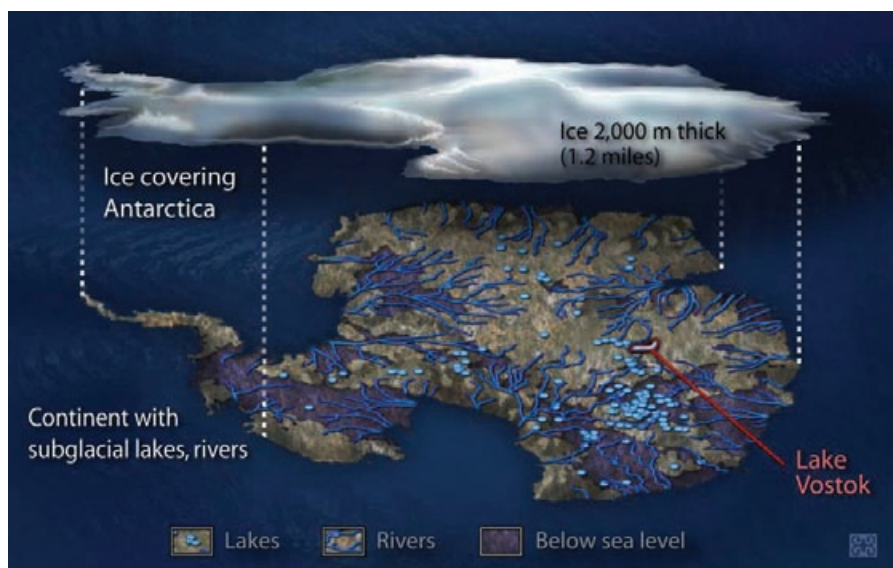 Ice 2,000 m thick
(1.2 miles)
Ice covering
Antarctica
Continent with
subglacial lakes, rivers
Lake
Vostok
Lakes
Rivers
Below sea level